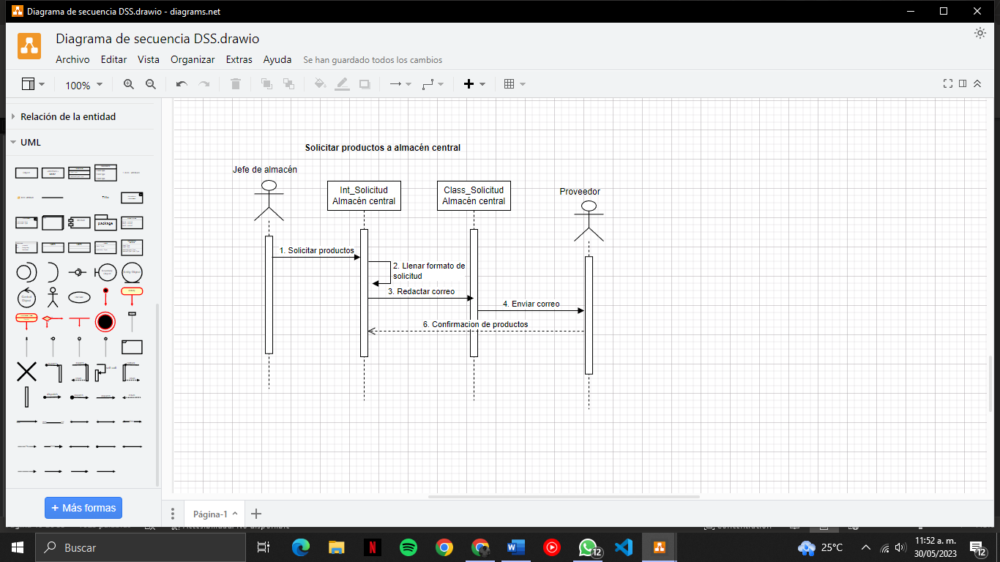 Diagrama de secuencia DSS.drawio - diagrams.net
Diagrama de secuencia DSS.drawio
Archivo Editar Vista Organizar Extras Ayuda Se han guardado todos los cambios
100%
Relación de la entidad
UML
package
Solicitar productos a almacén central
Jefe de almacén
Int_Solicitud
Almacén central
Class_Solicitud
Almacén central
Proveedor
1. Solicitar productos
2. Llenar formato de
solicitud
3. Redactar correo
4. Enviar correo
6. Confirmacion de productos
+ Más formas
Página-1
Buscar
12
25°C
11:52 a. m.
30/05/2023
12